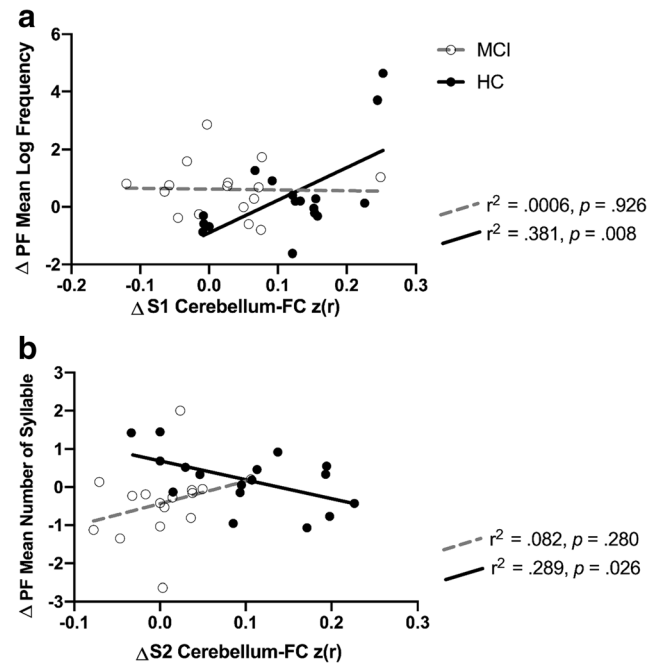 a
Δ PF Mean Log Frequency
6
4
2
0
-2
-0.2 -0.1 0.0 0.1 0.2 0.3
Δ S1 Cerebellum-FC z(r)
MCI
HC
r² = .0006, p = .926
r² = .381, p = .008
b
Δ PF Mean Number of Syllable
3
2
1
0
-1
-2
-3
-0.1 0.0 0.1 0.2 0.3
ΔS2 Cerebellum-FC z(r)
r² = .082, p = .280
r² = .289, p = .026